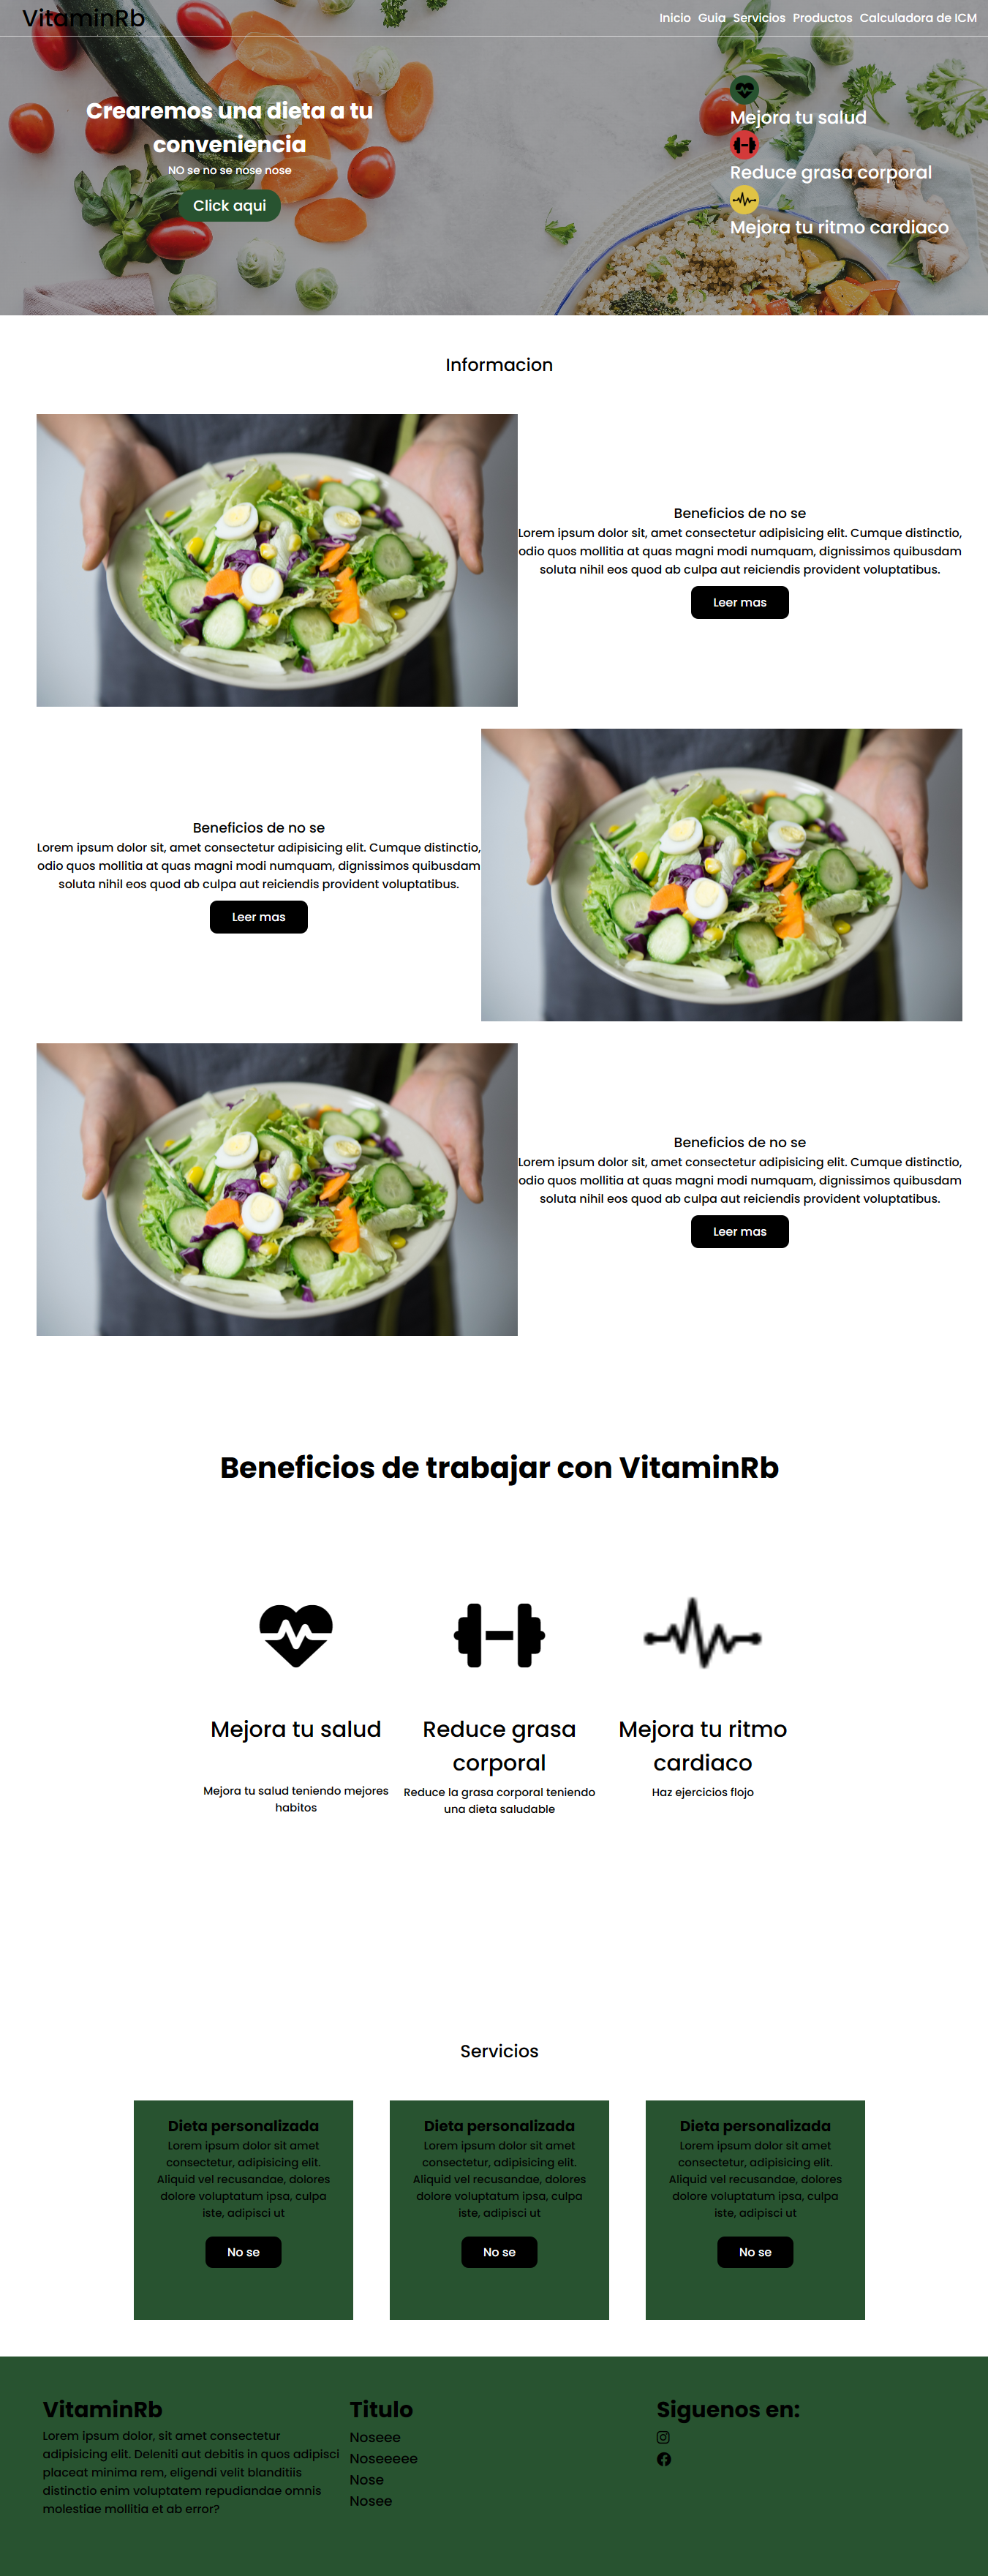 VitaminRb
Inicio Guia Servicios Productos Calculadora de ICM
Crearemos una dieta a tu
conveniencia
NO se no se nose nose
Click aqui
Mejora tu salud
Reduce grasa corporal
Mejora tu ritmo cardiaco
Informacion
Beneficios de no se
Lorem ipsum dolor sit, amet consectetur adipisicing elit. Cumque distinctio,
odio quos mollitia at quas magni modi numquam, dignissimos quibusdam
soluta nihil eos quod ab culpa aut reiciendis provident voluptatibus.
Leer mas
Beneficios de no se
Lorem ipsum dolor sit, amet consectetur adipisicing elit. Cumque distinctio,
odio quos mollitia at quas magni modi numquam, dignissimos quibusdam
soluta nihil eos quod ab culpa aut reiciendis provident voluptatibus.
Leer mas
Beneficios de no se
Lorem ipsum dolor sit, amet consectetur adipisicing elit. Cumque distinctio,
odio quos mollitia at quas magni modi numquam, dignissimos quibusdam
soluta nihil eos quod ab culpa aut reiciendis provident voluptatibus.
Leer mas
Beneficios de trabajar con VitaminRb
Mejora tu salud
Mejora tu salud teniendo mejores
habitos
Reduce grasa
corporal
Reduce la grasa corporal teniendo
una dieta saludable
Mejora tu ritmo
cardiaco
Haz ejercicios flojo
Servicios
Dieta personalizada
Lorem ipsum dolor sit amet
consectetur, adipisicing elit.
Aliquid vel recusandae, dolores
dolore voluptatum ipsa, culpa
iste, adipisci ut
No se
Dieta personalizada
Lorem ipsum dolor sit amet
consectetur, adipisicing elit.
Aliquid vel recusandae, dolores
dolore voluptatum ipsa, culpa
iste, adipisci ut
No se
Dieta personalizada
Lorem ipsum dolor sit amet
consectetur, adipisicing elit.
Aliquid vel recusandae, dolores
dolore voluptatum ipsa, culpa
iste, adipisci ut
No se
VitaminRb
Lorem ipsum dolor, sit amet consectetur
adipisicing elit. Deleniti aut debitis in quos adipisci
placeat minima rem, eligendi velit blanditiis
distinctio enim voluptatem repudiandae omnis
molestiae mollitia et ab error?
Titulo
Noseee
Noseeeee
Nose
Nosee
Siguenos en: